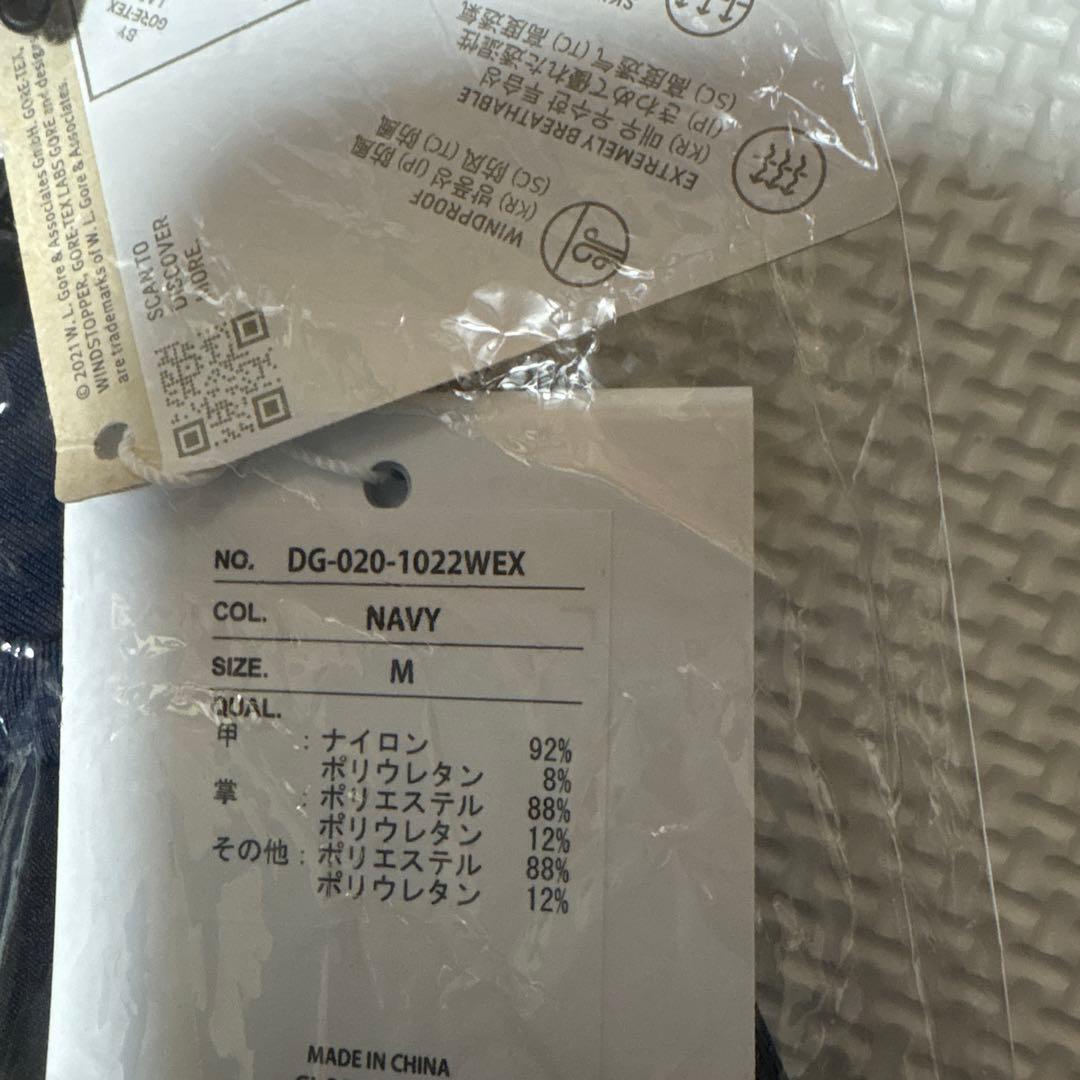 BY
GORE-TEX
LA
© 2021 W. L. Gore & Associates GmbH. GORE-TEX,
WINDSTOPPER, GORE-TEX LABS GORE and design
are trademarks of W. L. Gore & Associates
SCAN TO
DISCOVER
MORE.
WINDPROOF
(KR) 방풍성 (JP) 防風
(SC) 防风 (TC) 防風
EXTREMELY BREATHABLE
(KR) 매우 우수한 투습성
(JP) きわめて優れた透湿性
(SC) 高度透气 (TC) 高度透氣
NO. DG-020-1022WEX
COL. NAVY
SIZE. M
QUAL.
甲 : ナイロン 92%
ポリウレタン 8%
掌 : ポリエステル 88%
ポリウレタン 12%
その他 : ポリエステル 88%
ポリウレタン 12%
MADE IN CHINA